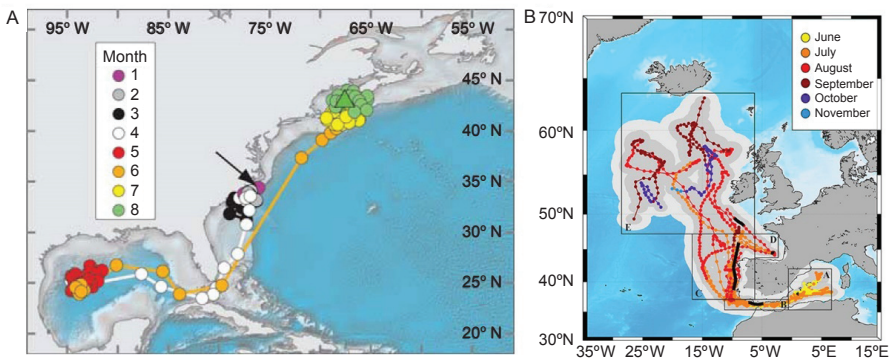 A
95° W 85° W 75° W 65° W 55° W
Month
1
2
3
4
5
6
7
8
45° N
40° N
35° N
30° N
25° N
20° N
B
70°N
60°N
50°N
40°N
30°N
June
July
August
September
October
November
E
D
C
B
A
35°W 25°W 15°W 5°W 5°E 15°E